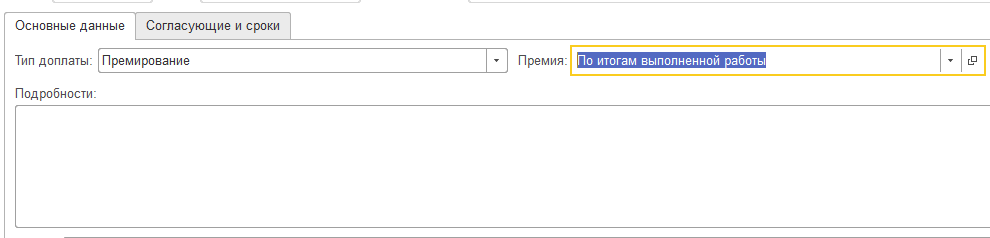 Основные данные Согласующие и сроки
Тип доплаты: Премирование Премия: По итогам выполненной работы
Подробности: